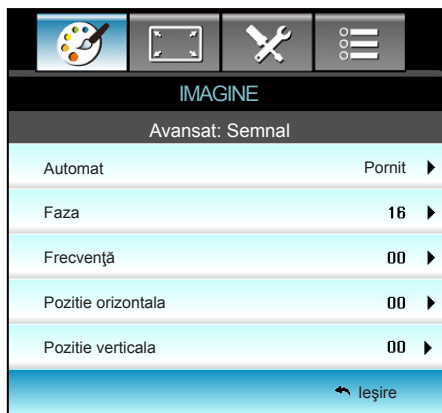 IMAGINE
Avansat: Semnal
Automat Pornit
Faza 16
Frecvenţă 00
Pozitie orizontala 00
Pozitie verticala 00
Ieşire